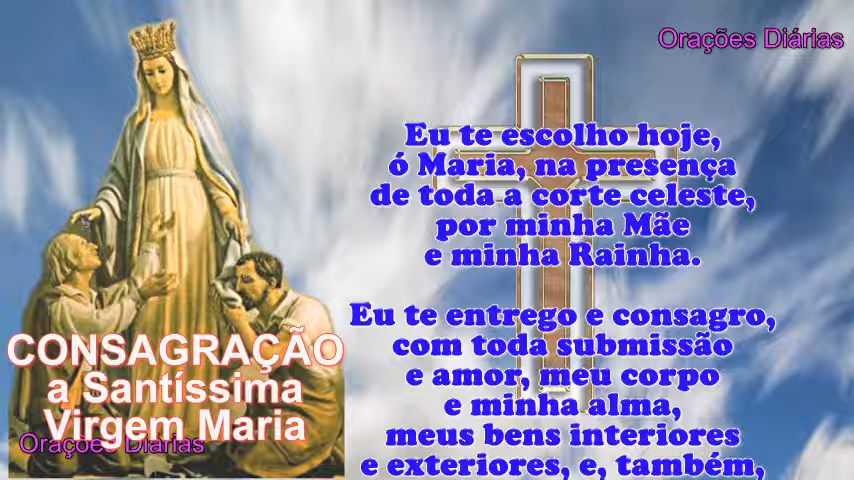 Orações Diárias
Eu te escolho hoje,
ó Maria, na presença
de toda a corte celeste,
por minha Mãe
e minha Rainha.
Eu te entrego e consagro,
com toda submissão
e amor, meu corpo
e minha alma,
meus bens interiores
e exteriores, e, também,
CONSAGRAÇÃO
a Santíssima
Virgem Maria
Orações Diárias